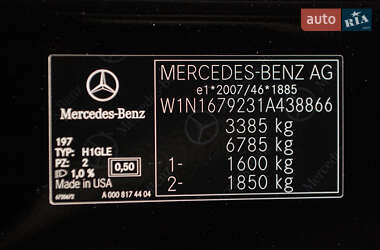 auto RIA
MERCEDES-BENZ AG
e1*2007/46*1885
W1N1679231A438866
3385 kg
6785 kg
1- 1600 kg
2- 1850 kg
Mercedes-Benz
197
TYP: H1GLE
PZ: 2
1,0 % 0,50
Made in USA
A 000 817 44 04